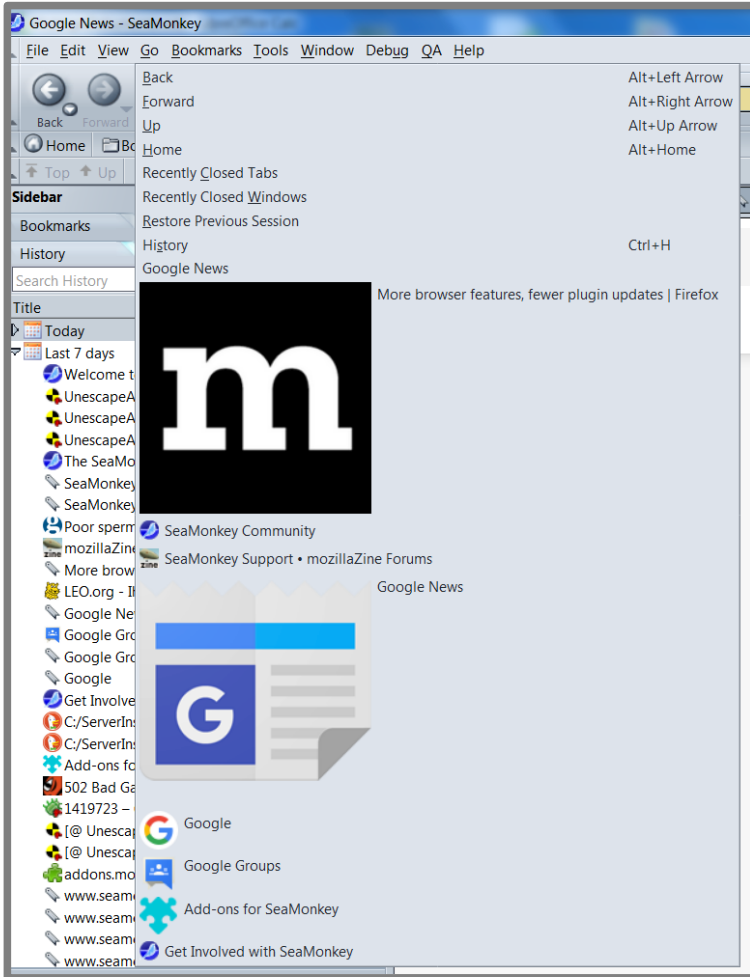 Google News - SeaMonkey
File Edit View Go Bookmarks Tools Window Debug QA Help
Back Forward
Home Bo
Top Up
Sidebar
Bookmarks
History
Search History
Title
Today
Last 7 days
Welcome t
UnescapeA
UnescapeA
UnescapeA
The SeaMo
SeaMonkey
SeaMonkey
Poor sperm
mozillaZine
More brow
LEO.org - I
Google Ne
Google Gro
Google Gro
Google
Get Involve
C:/ServerIns
C:/ServerIns
Add-ons fo
502 Bad Ga
1419723 –
[@ Unescap
[@ Unescap
addons.mo
www.seam
www.seam
www.seam
www.seam
Back Alt+Left Arrow
Forward Alt+Right Arrow
Up Alt+Up Arrow
Home Alt+Home
Recently Closed Tabs
Recently Closed Windows
Restore Previous Session
History Ctrl+H
Google News
m
More browser features, fewer plugin updates | Firefox
SeaMonkey Community
zine
SeaMonkey Support • mozillaZine Forums
Google News
G
Google
Google Groups
Add-ons for SeaMonkey
Get Involved with SeaMonkey